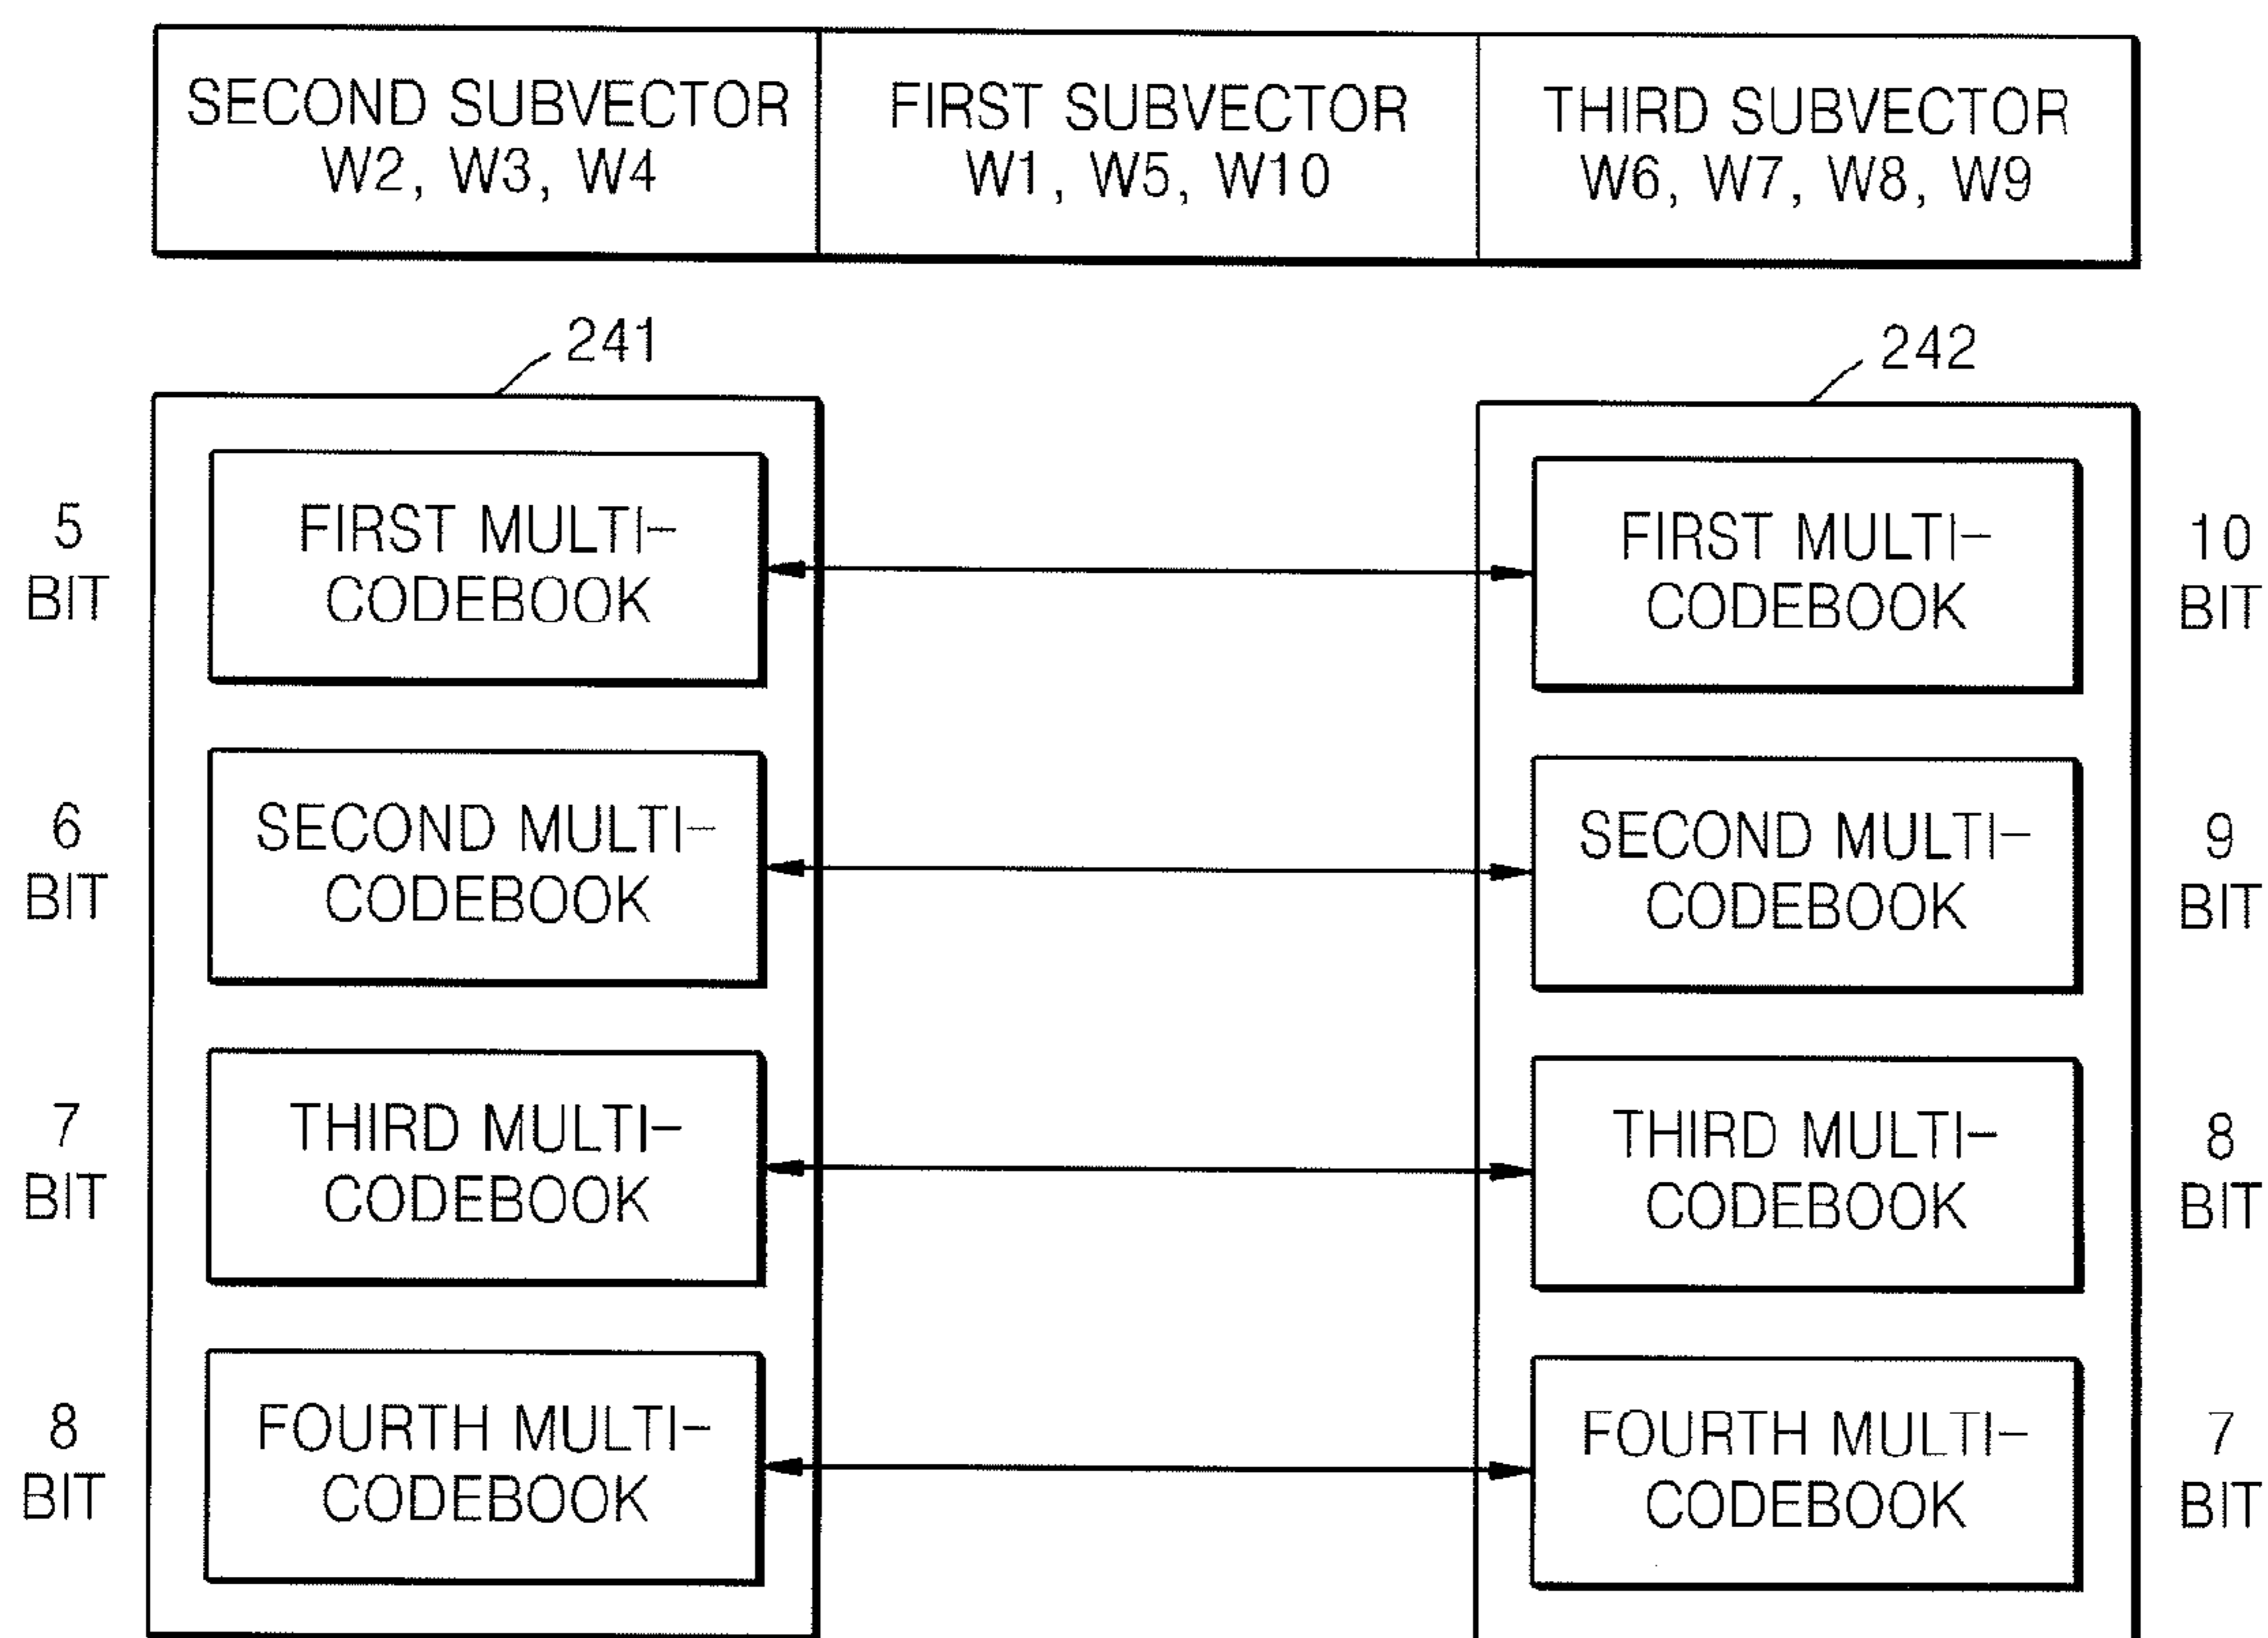 SECOND SUBVECTOR
W2, W3, W4
FIRST SUBVECTOR
W1, W5, W10
THIRD SUBVECTOR
W6, W7, W8, W9
241
242
5
BIT
FIRST MULTI-
CODEBOOK
FIRST MULTI-
CODEBOOK
10
BIT
6
BIT
SECOND MULTI-
CODEBOOK
SECOND MULTI-
CODEBOOK
9
BIT
7
BIT
THIRD MULTI-
CODEBOOK
THIRD MULTI-
CODEBOOK
8
BIT
8
BIT
FOURTH MULTI-
CODEBOOK
FOURTH MULTI-
CODEBOOK
7
BIT